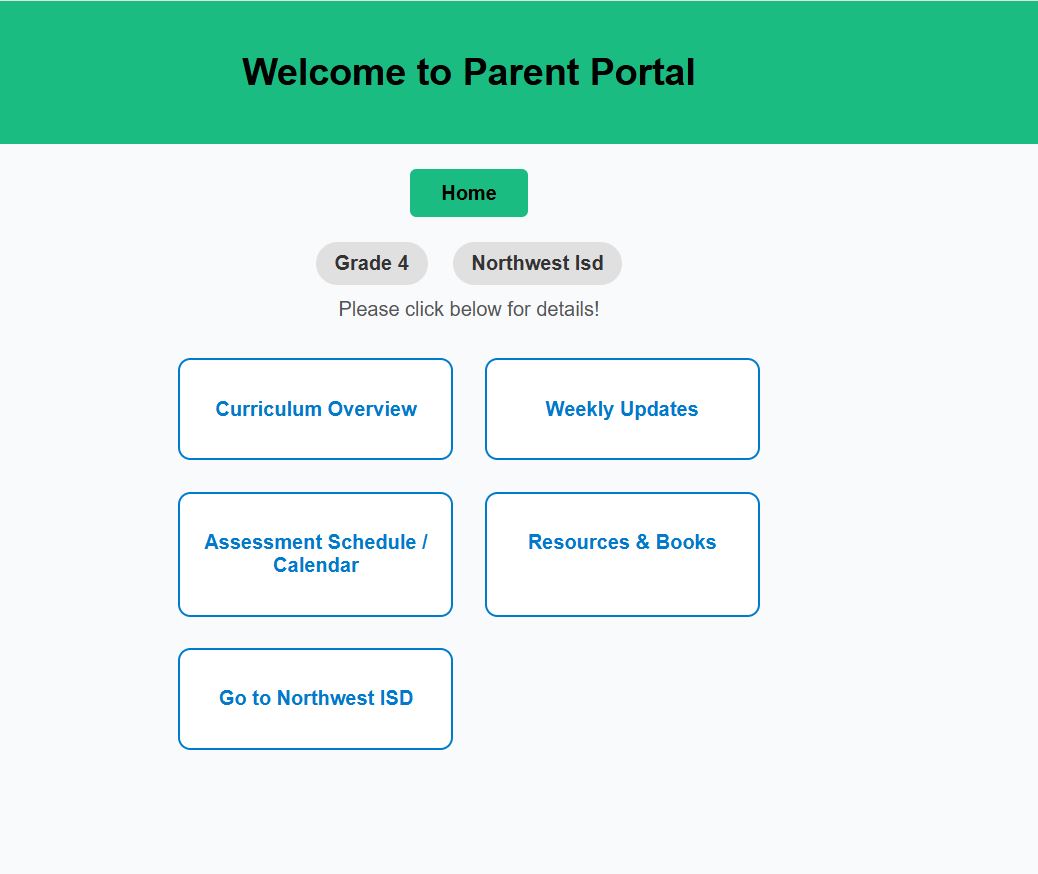 Welcome to Parent Portal
Home
Grade 4 Northwest Isd
Please click below for details!
Curriculum Overview
Weekly Updates
Assessment Schedule /
Calendar
Resources & Books
Go to Northwest ISD